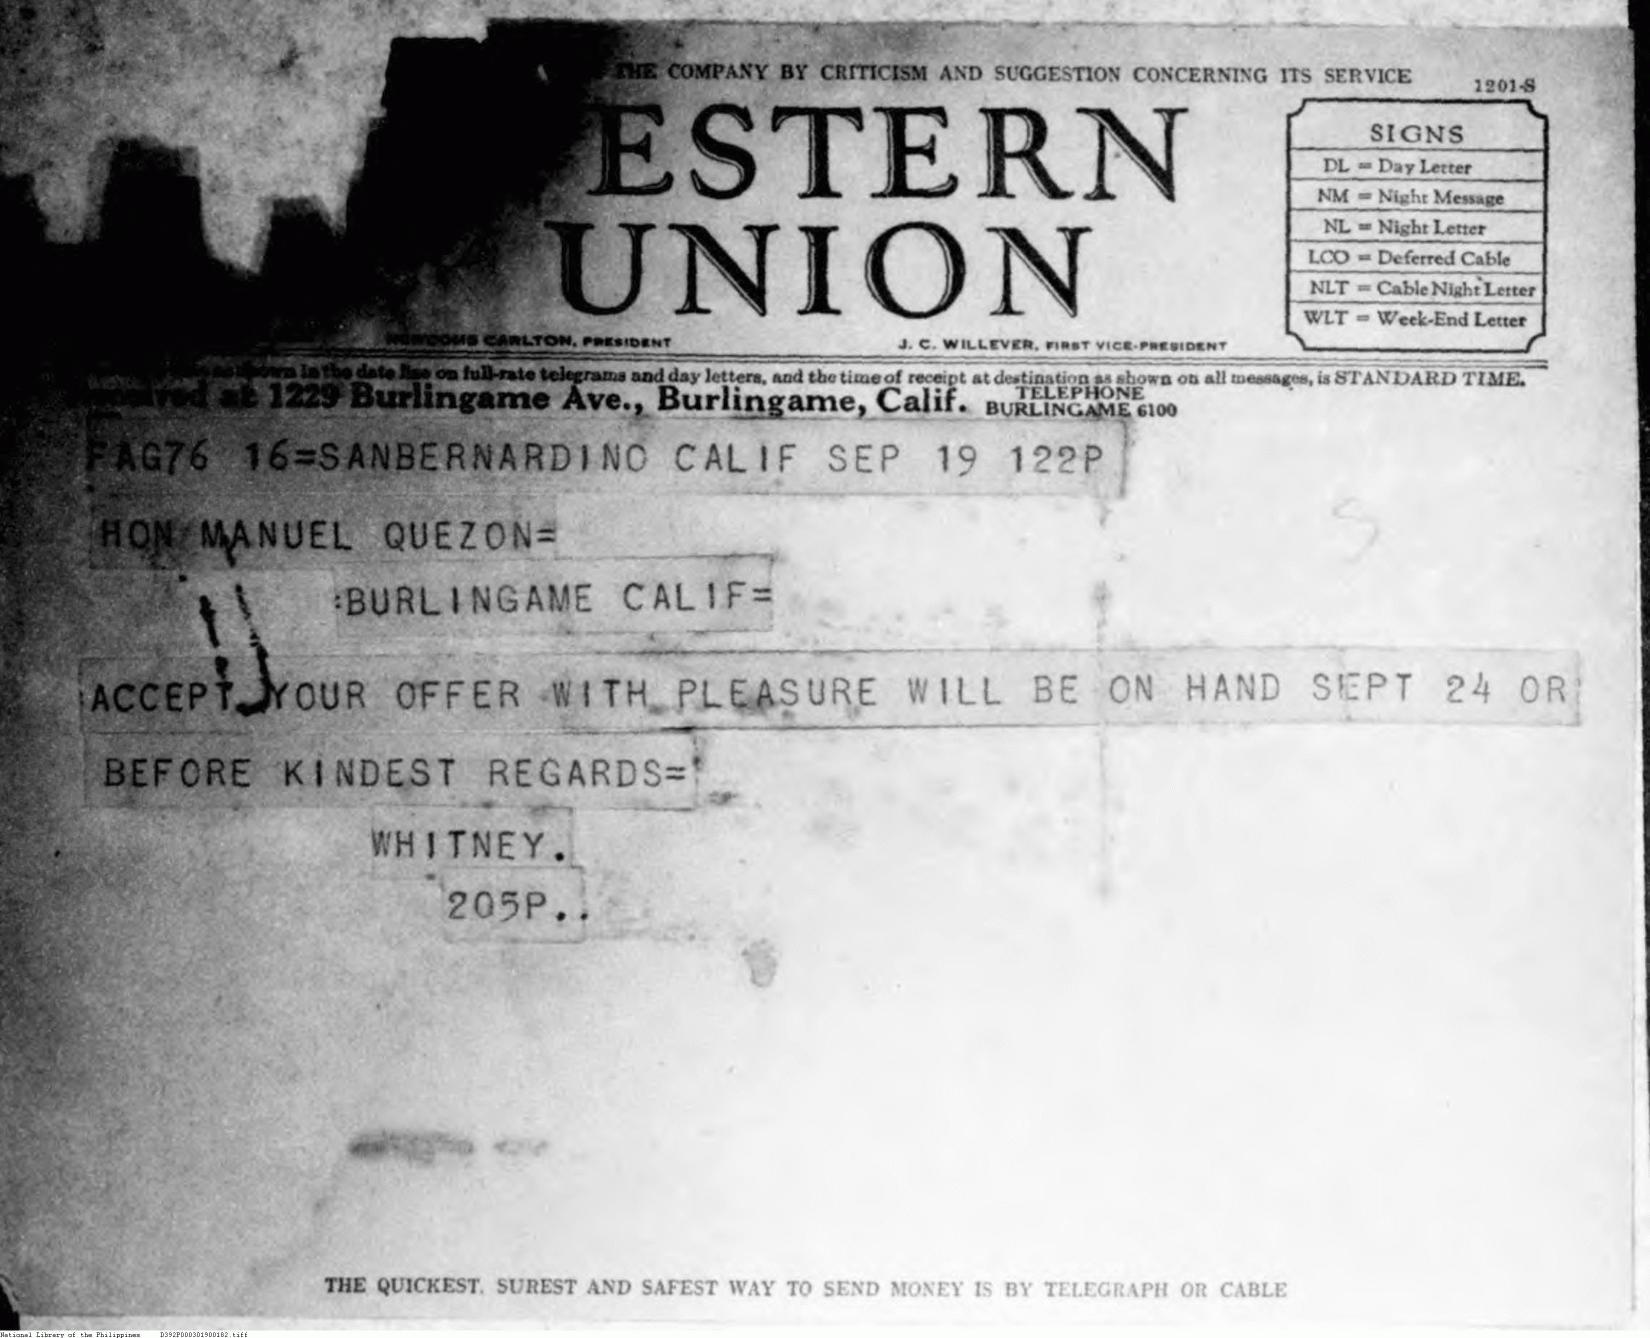 THE COMPANY BY CRITICISM AND SUGGESTION CONCERNING ITS SERVICE
1201-S
ESTERN
UNION
SIGNS
DL = Day Letter
NM = Night Message
NL = Night Letter
LCO = Deferred Cable
NLT = Cable Night Letter
WLT = Week-End Letter
NEWCOMB CARLTON, PRESIDENT
J. C. WILLEVER, FIRST VICE-PRESIDENT
as shown in the date line on full-rate telegrams and day letters, and the time of receipt at destination as shown on all messages, is STANDARD TIME.
at 1229 Burlingame Ave., Burlingame, Calif. TELEPHONE BURLINGAME 6100
FAG76 16=SANBERNARDINO CALIF SEP 19 122P
HON MANUEL QUEZON=
:BURLINGAME CALIF=
:ACCEPT YOUR OFFER WITH PLEASURE WILL BE ON HAND SEPT 24 OR
BEFORE KINDEST REGARDS=
WHITNEY.
205P..
S
THE QUICKEST, SUREST AND SAFEST WAY TO SEND MONEY IS BY TELEGRAPH OR CABLE
National Library of the Philippines D392P000301900182.tiff